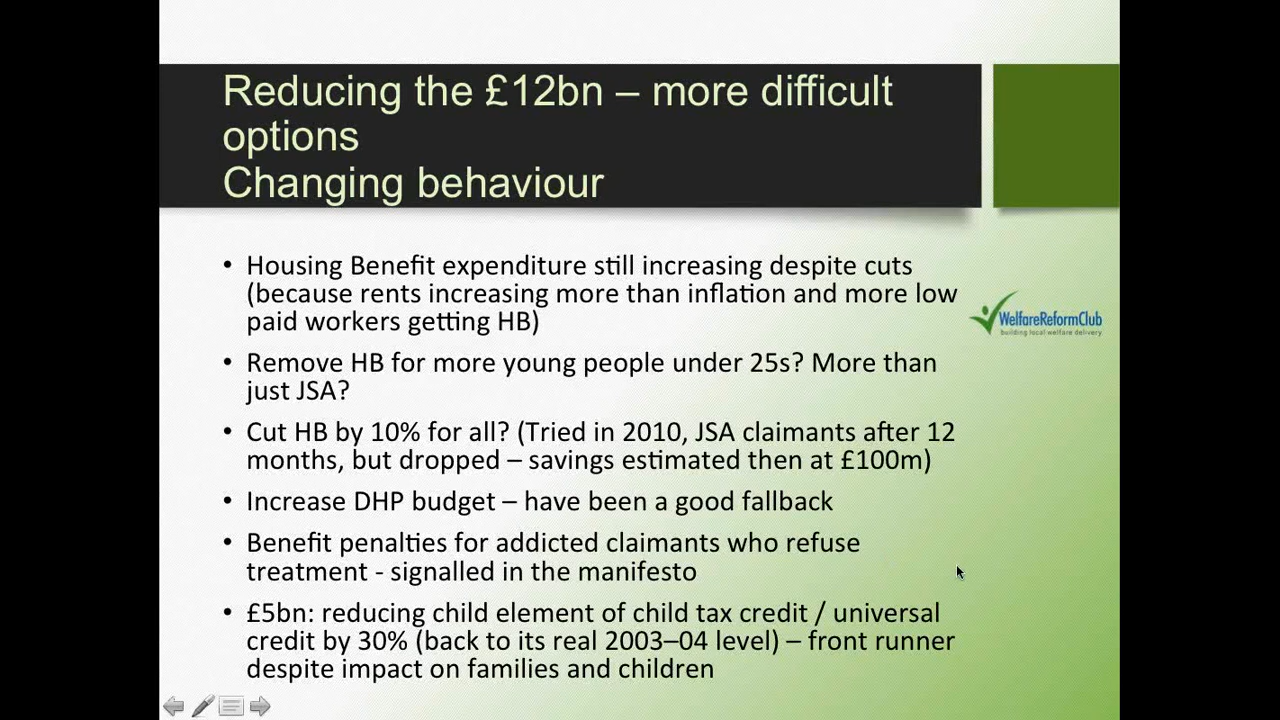 Reducing the £12bn – more difficult
options
Changing behaviour
• Housing Benefit expenditure still increasing despite cuts
(because rents increasing more than inflation and more low
paid workers getting HB)
• Remove HB for more young people under 25s? More than
just JSA?
• Cut HB by 10% for all? (Tried in 2010, JSA claimants after 12
months, but dropped – savings estimated then at £100m)
• Increase DHP budget – have been a good fallback
• Benefit penalties for addicted claimants who refuse
treatment - signalled in the manifesto
• £5bn: reducing child element of child tax credit / universal
credit by 30% (back to its real 2003–04 level) – front runner
despite impact on families and children
WelfareReformClub
building local welfare delivery